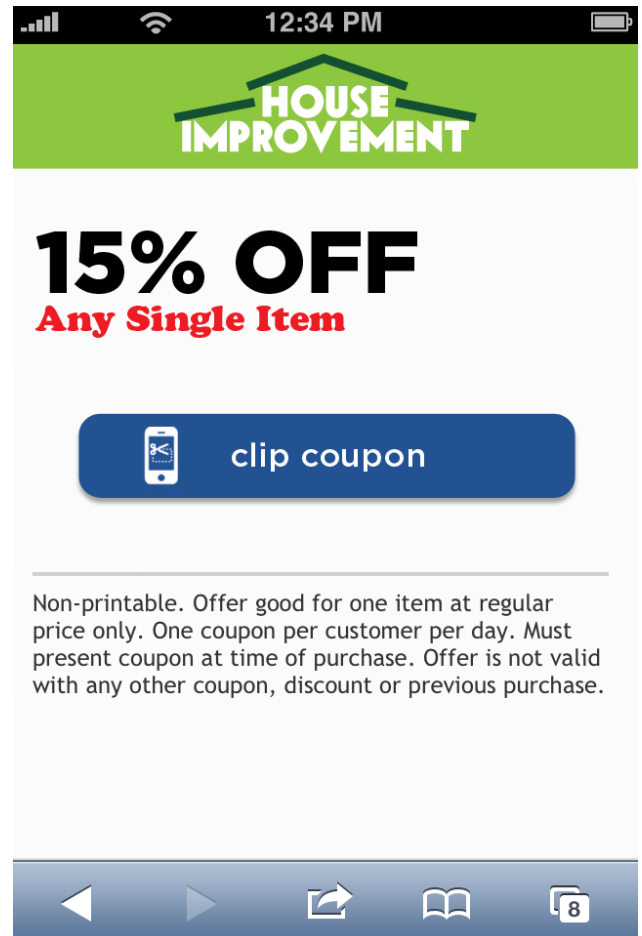 12:34 PM
HOUSE
IMPROVEMENT
15% OFF
Any Single Item
clip coupon
Non-printable. Offer good for one item at regular
price only. One coupon per customer per day. Must
present coupon at time of purchase. Offer is not valid
with any other coupon, discount or previous purchase.
8